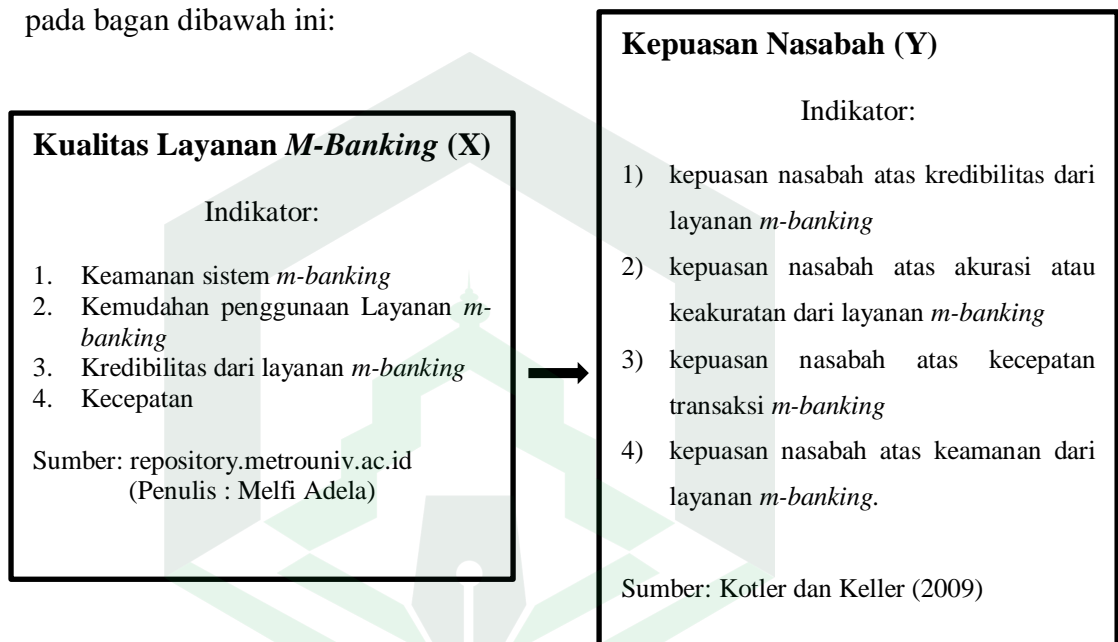 pada bagan dibawah ini:
Kualitas Layanan M-Banking (X)
Indikator:
1. Keamanan sistem m-banking
2. Kemudahan penggunaan Layanan m-
banking
3. Kredibilitas dari layanan m-banking
4. Kecepatan
Sumber: repository.metrouniv.ac.id
(Penulis : Melfi Adela)
Kepuasan Nasabah (Y)
Indikator:
1) kepuasan nasabah atas kredibilitas dari
layanan m-banking
2) kepuasan nasabah atas akurasi atau
keakuratan dari layanan m-banking
3) kepuasan nasabah atas kecepatan
transaksi m-banking
4) kepuasan nasabah atas keamanan dari
layanan m-banking.
Sumber: Kotler dan Keller (2009)